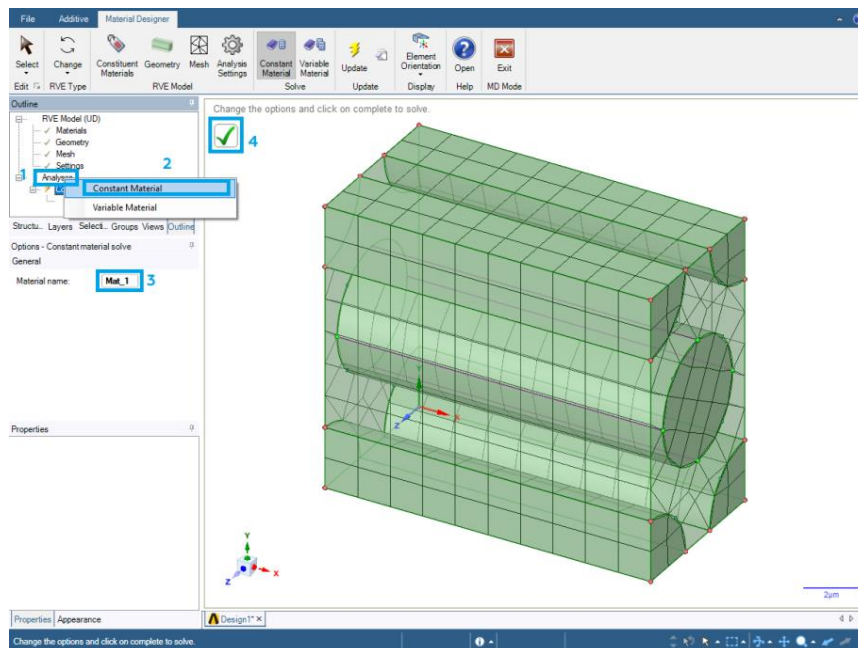 File Additive Material Designer
Select Change Constituent Materials Geometry Mesh Analysis Settings Constant Material Variable Material Update Element Orientation Open Exit
Edit RVE Type RVE Model Solve Update Display Help MD Mode
Outline
RVE Model (UD)
Materials
Geometry
Mesh
Settings
1 Analyses 2
Constant Material
Variable Material
Structu... Layers Selecti... Groups Views Outline
Options - Constant material solve
General
Material name: Mat_1 3
Properties
Properties Appearance
Change the options and click on complete to solve.
4
Y
X
Z
Y
X
Z
2µm
Design1* ×
Change the options and click on complete to solve.